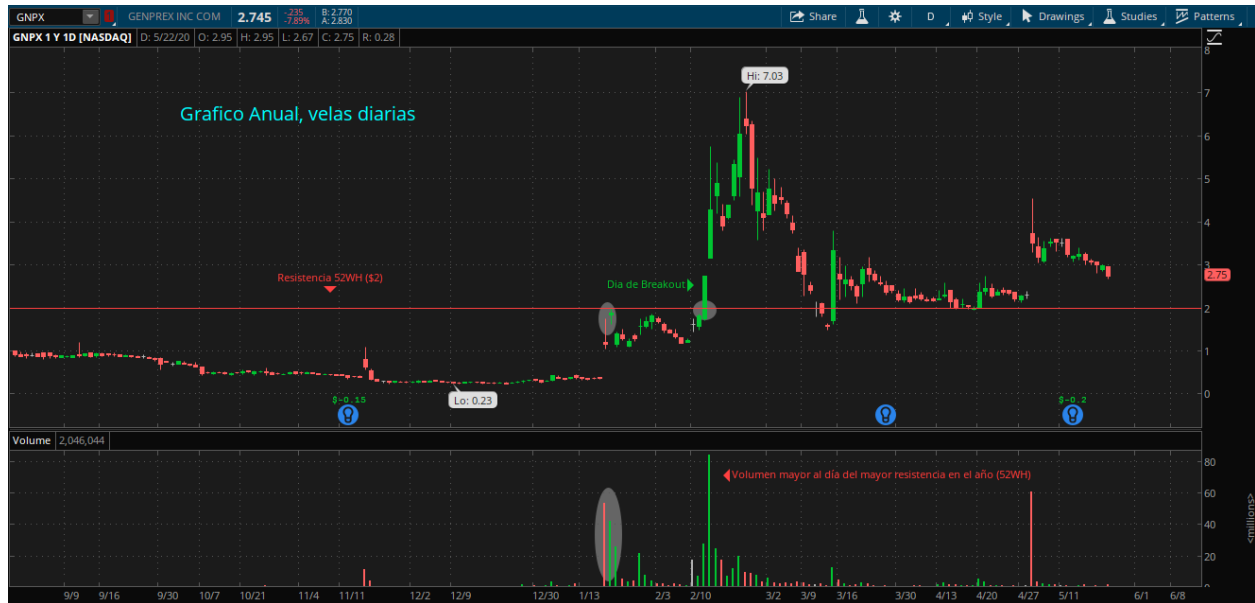 GNPX GENPREX INC COM 2.745 -.235 -7.89% B: 2.770 A: 2.830 Share D Style Drawings Studies Patterns
GNPX 1 Y 1D [NASDAQ] D: 5/22/20 O: 2.95 H: 2.95 L: 2.67 C: 2.75 R: 0.28
8
Hi: 7.03
7
Grafico Anual, velas diarias
6
5
4
3
Resistencia 52WH ($2)
Dia de Breakout
2.75
2
1
Lo: 0.23
0
$-0.15
$-0.2
Volume 2,046,044
80
Volumen mayor al día del mayor resistencia en el año (52WH)
60
40
20
0
<millions>
9/9 9/16 9/30 10/7 10/21 11/4 11/11 12/2 12/9 12/30 1/13 2/3 2/10 3/2 3/9 3/16 3/30 4/13 4/20 4/27 5/11 6/1 6/8